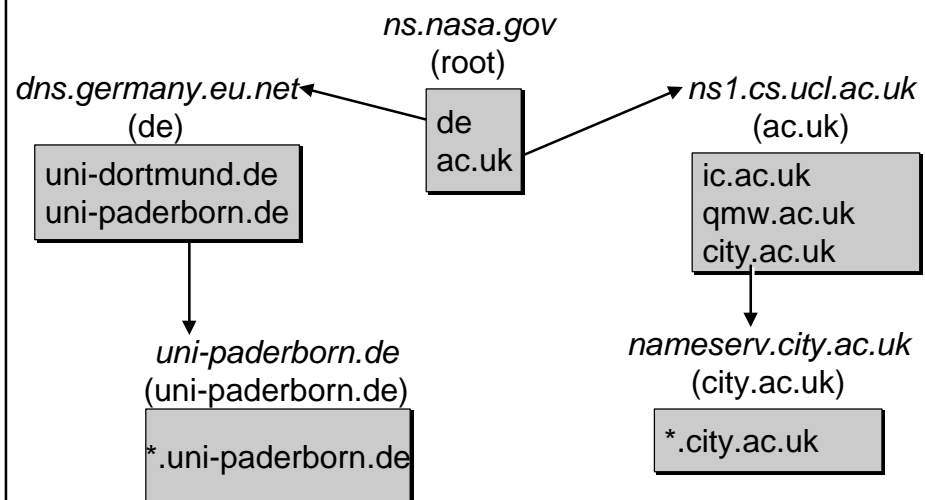 ns.nasa.gov
(root)
de
ac.uk
dns.germany.eu.net
(de)
uni-dortmund.de
uni-paderborn.de
ns1.cs.ucl.ac.uk
(ac.uk)
ic.ac.uk
qmw.ac.uk
city.ac.uk
uni-paderborn.de
(uni-paderborn.de)
*.uni-paderborn.de
nameserv.city.ac.uk
(city.ac.uk)
*.city.ac.uk